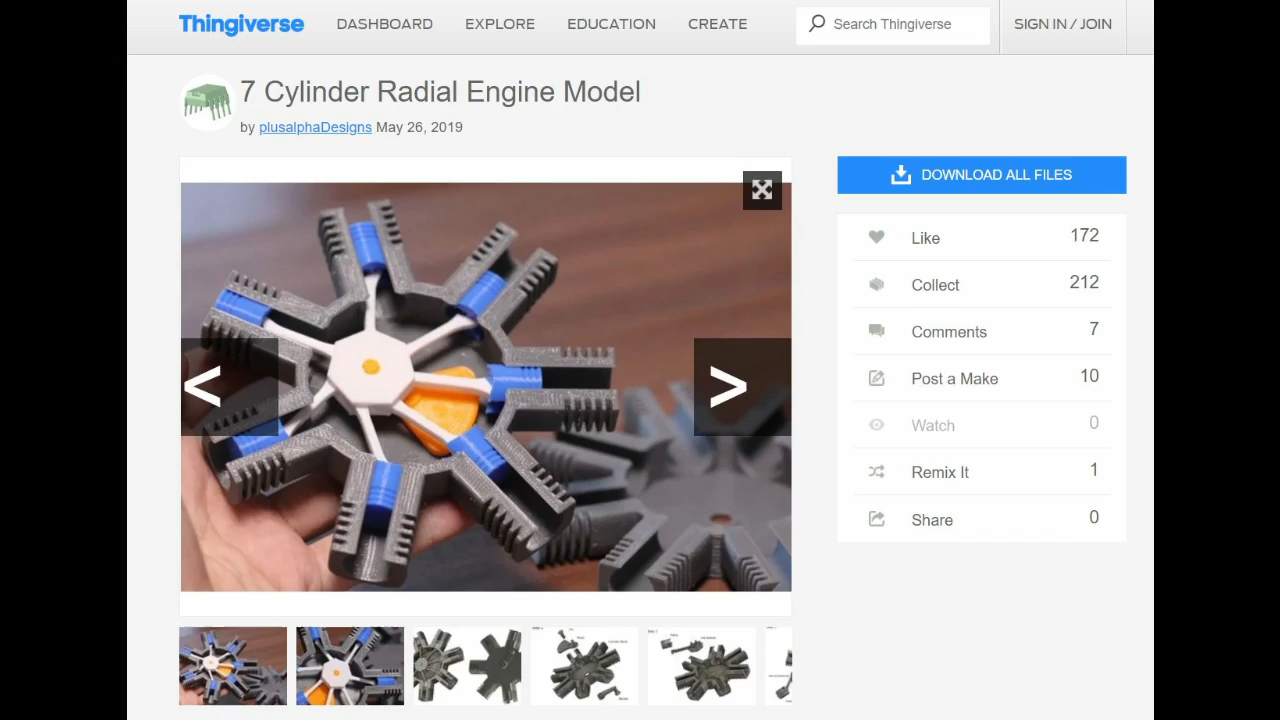 Thingiverse DASHBOARD EXPLORE EDUCATION CREATE Search Thingiverse SIGN IN / JOIN
7 Cylinder Radial Engine Model
by plusalphaDesigns May 26, 2019
DOWNLOAD ALL FILES
Like 172
Collect 212
Comments 7
Post a Make 10
Watch 0
Remix It 1
Share 0
< >